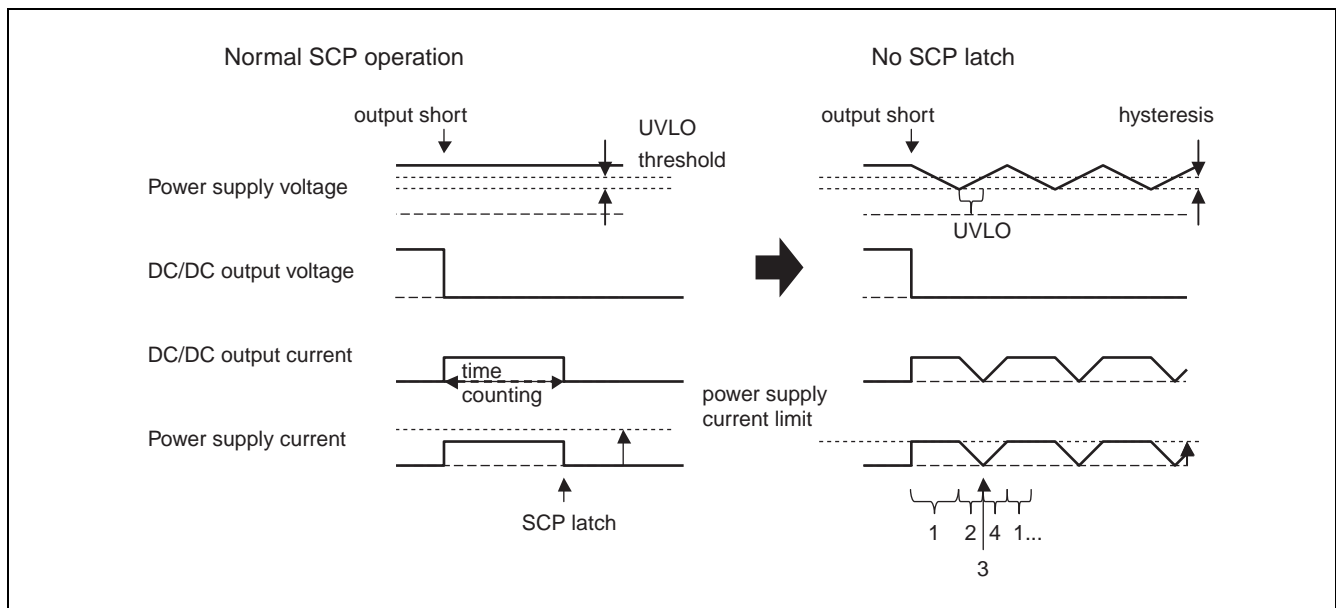 Normal SCP operation
No SCP latch
output short
UVLO
threshold
output short
hysteresis
Power supply voltage
UVLO
DC/DC output voltage
DC/DC output current
time
counting
power supply
current limit
Power supply current
SCP latch
1 2 4 1...
3